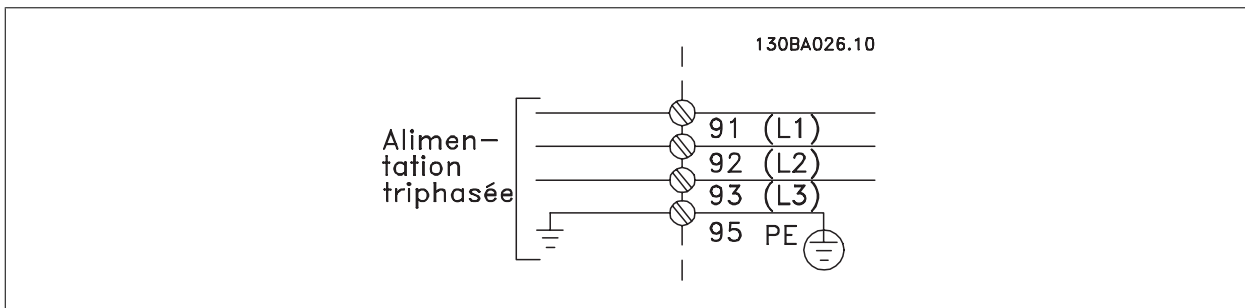 130BA026.10
Alimen-
tation
triphasée
91 (L1)
92 (L2)
93 (L3)
95 PE